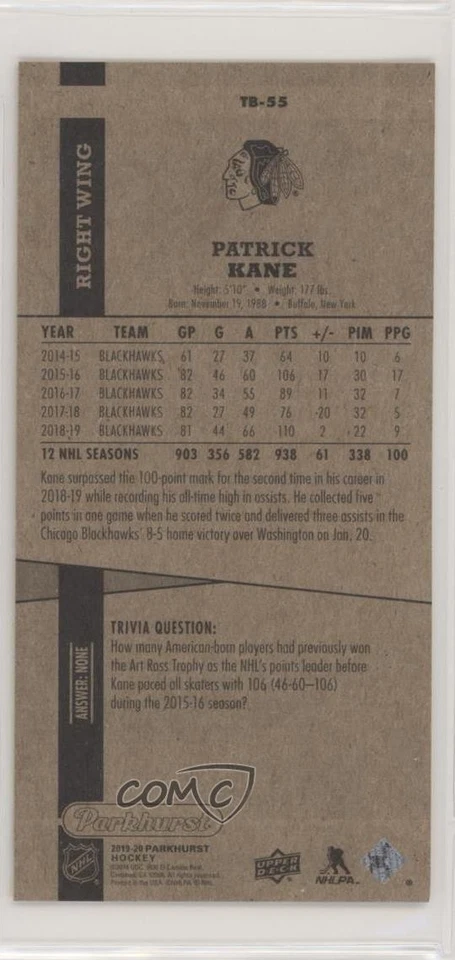 TB-55
RIGHT WING
PATRICK
KANE
Height: 5'10" • Weight: 177 lbs.
Born: November 19, 1988 • Buffalo, New York
YEAR TEAM GP G A PTS +/- PIM PPG
2014-15 BLACKHAWKS 61 27 37 64 10 10 6
2015-16 BLACKHAWKS 82 46 60 106 17 30 17
2016-17 BLACKHAWKS 82 34 55 89 11 32 7
2017-18 BLACKHAWKS 82 27 49 76 -20 32 5
2018-19 BLACKHAWKS 81 44 66 110 2 22 9
12 NHL SEASONS 903 356 582 938 61 338 100
Kane surpassed the 100-point mark for the second time in his career in
2018-19 while recording his all-time high in assists. He collected five
points in one game when he scored twice and delivered three assists in the
Chicago Blackhawks' 8-5 home victory over Washington on Jan. 20.
TRIVIA QUESTION:
How many American-born players had previously won
the Art Ross Trophy as the NHL's points leader before
Kane paced all skaters with 106 (46-60—106)
during the 2015-16 season?
ANSWER: NONE
COMC
Parkhurst
NHL
2019-20 PARKHURST
HOCKEY
UPPER
DECK
NHLPA